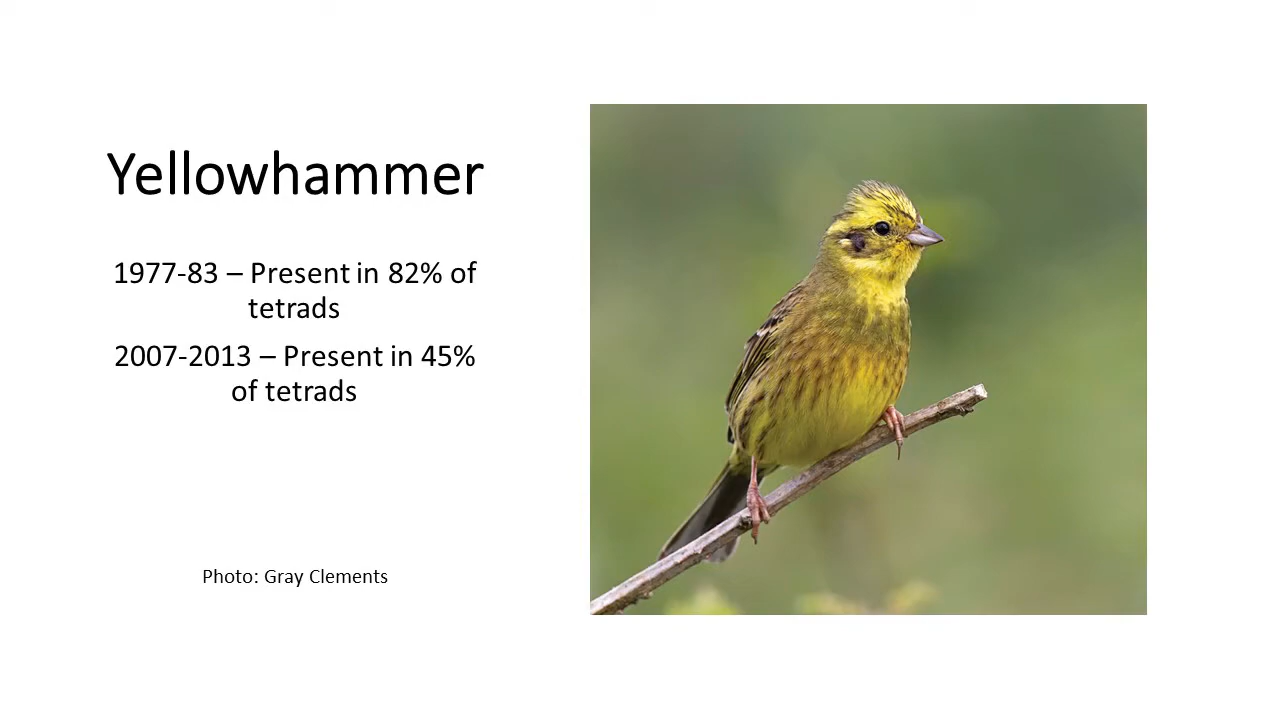 Yellowhammer
1977-83 – Present in 82% of
tetrads
2007-2013 – Present in 45%
of tetrads
Photo: Gray Clements